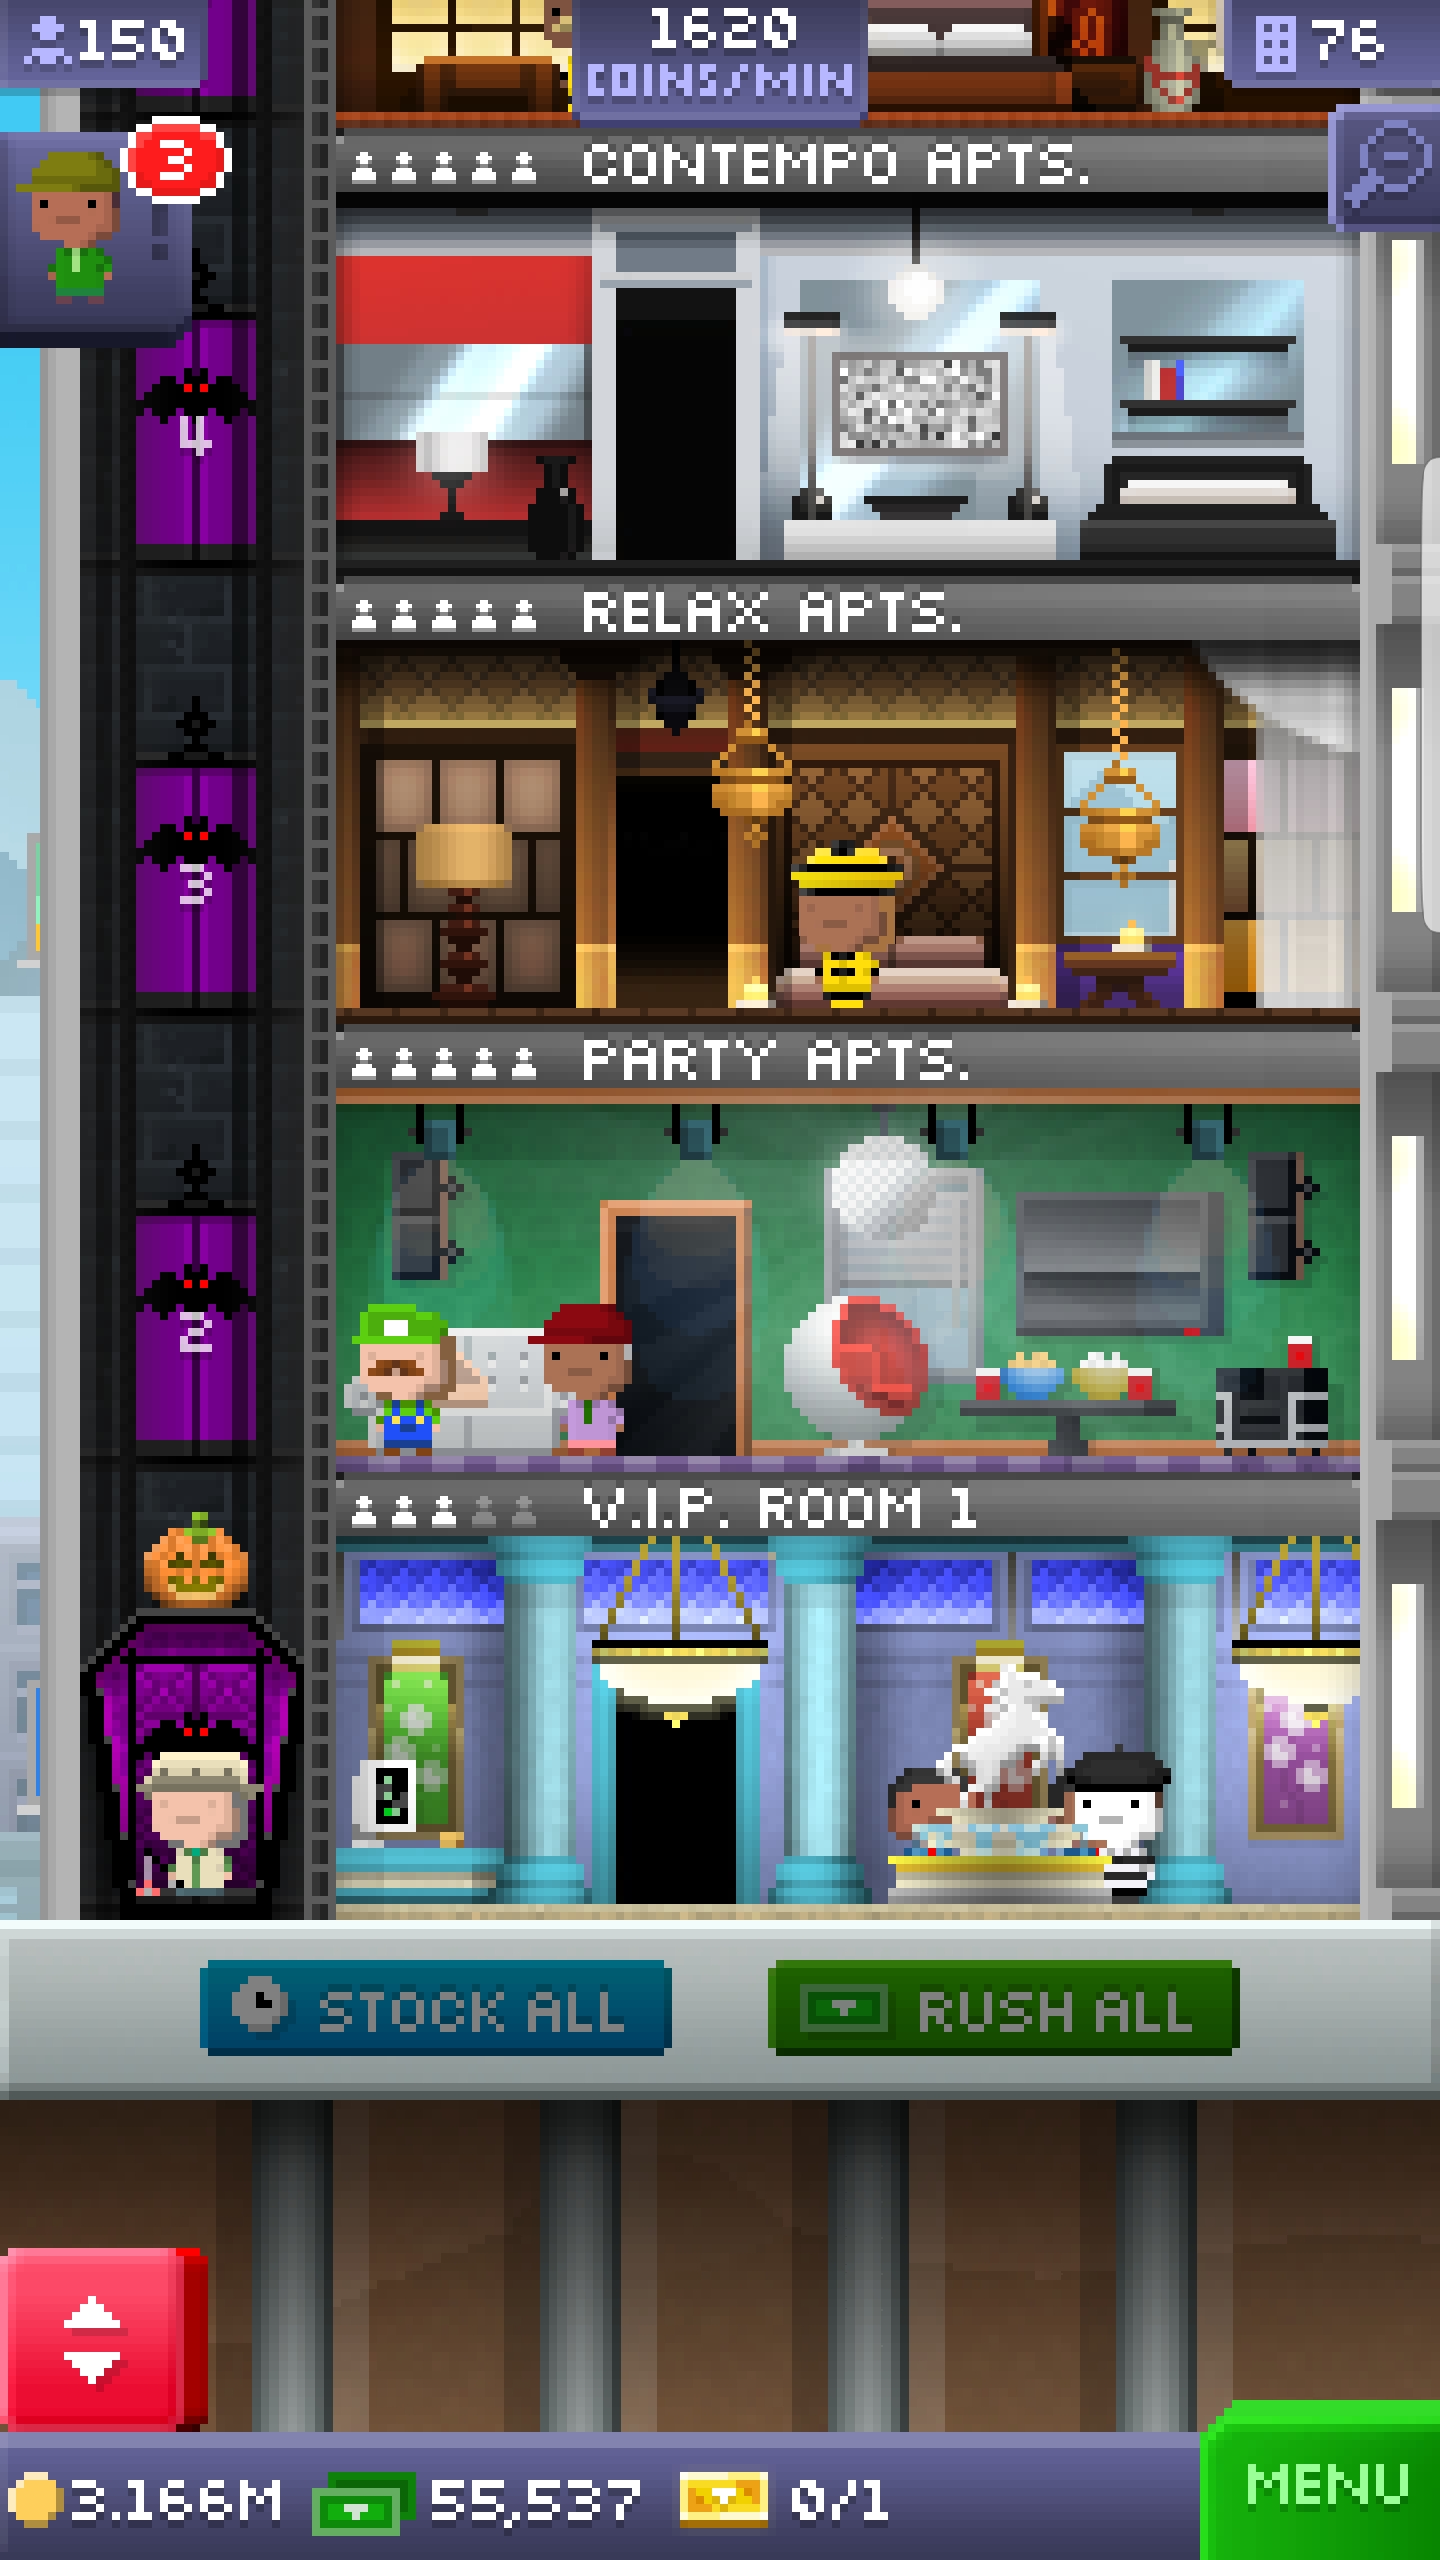 150
1620
COINS/MIN
76
3
CONTEMPO APTS.
4
RELAX APTS.
3
PARTY APTS.
2
V.I.P. ROOM 1
STOCK ALL
RUSH ALL
3.166M
55,537
0/1
MENU